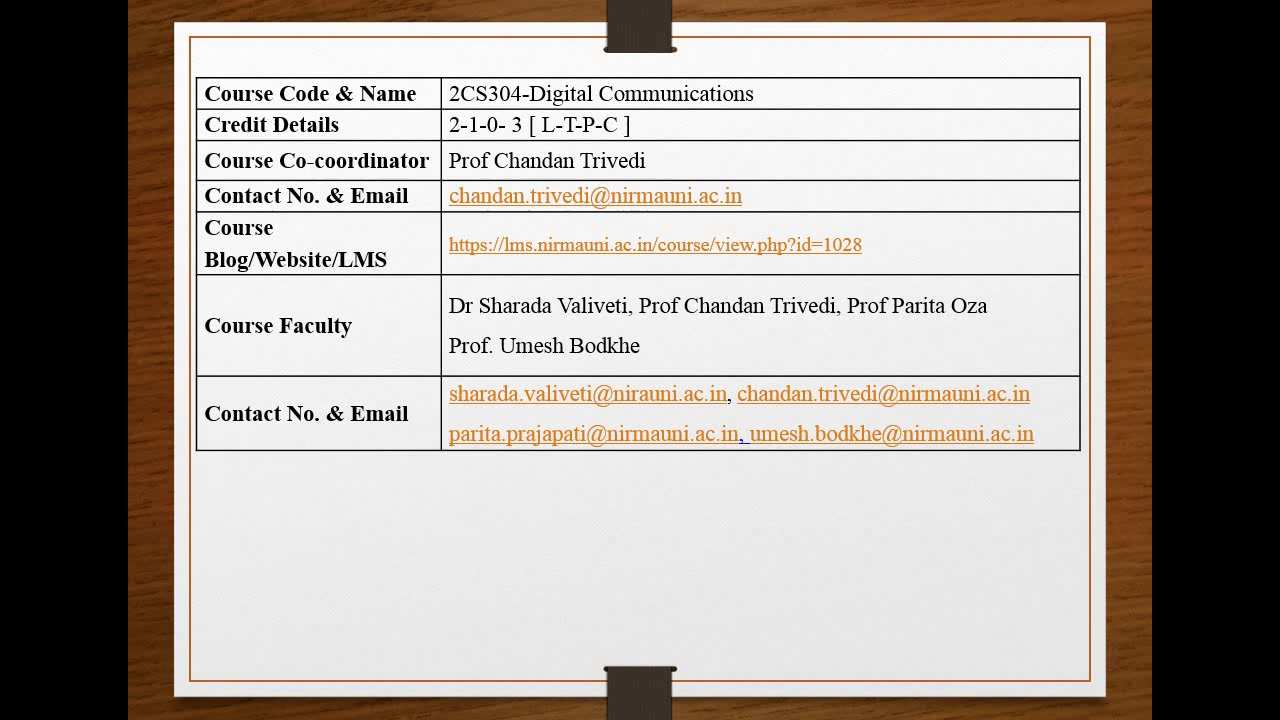 Course Code & Name 2CS304-Digital Communications
Credit Details 2-1-0- 3 [ L-T-P-C ]
Course Co-coordinator Prof Chandan Trivedi
Contact No. & Email chandan.trivedi@nirmauni.ac.in
Course
Blog/Website/LMS https://lms.nirmauni.ac.in/course/view.php?id=1028
Course Faculty
Dr Sharada Valiveti, Prof Chandan Trivedi, Prof Parita Oza
Prof. Umesh Bodkhe
Contact No. & Email
sharada.valiveti@nirauni.ac.in, chandan.trivedi@nirmauni.ac.in
parita.prajapati@nirmauni.ac.in, umesh.bodkhe@nirmauni.ac.in